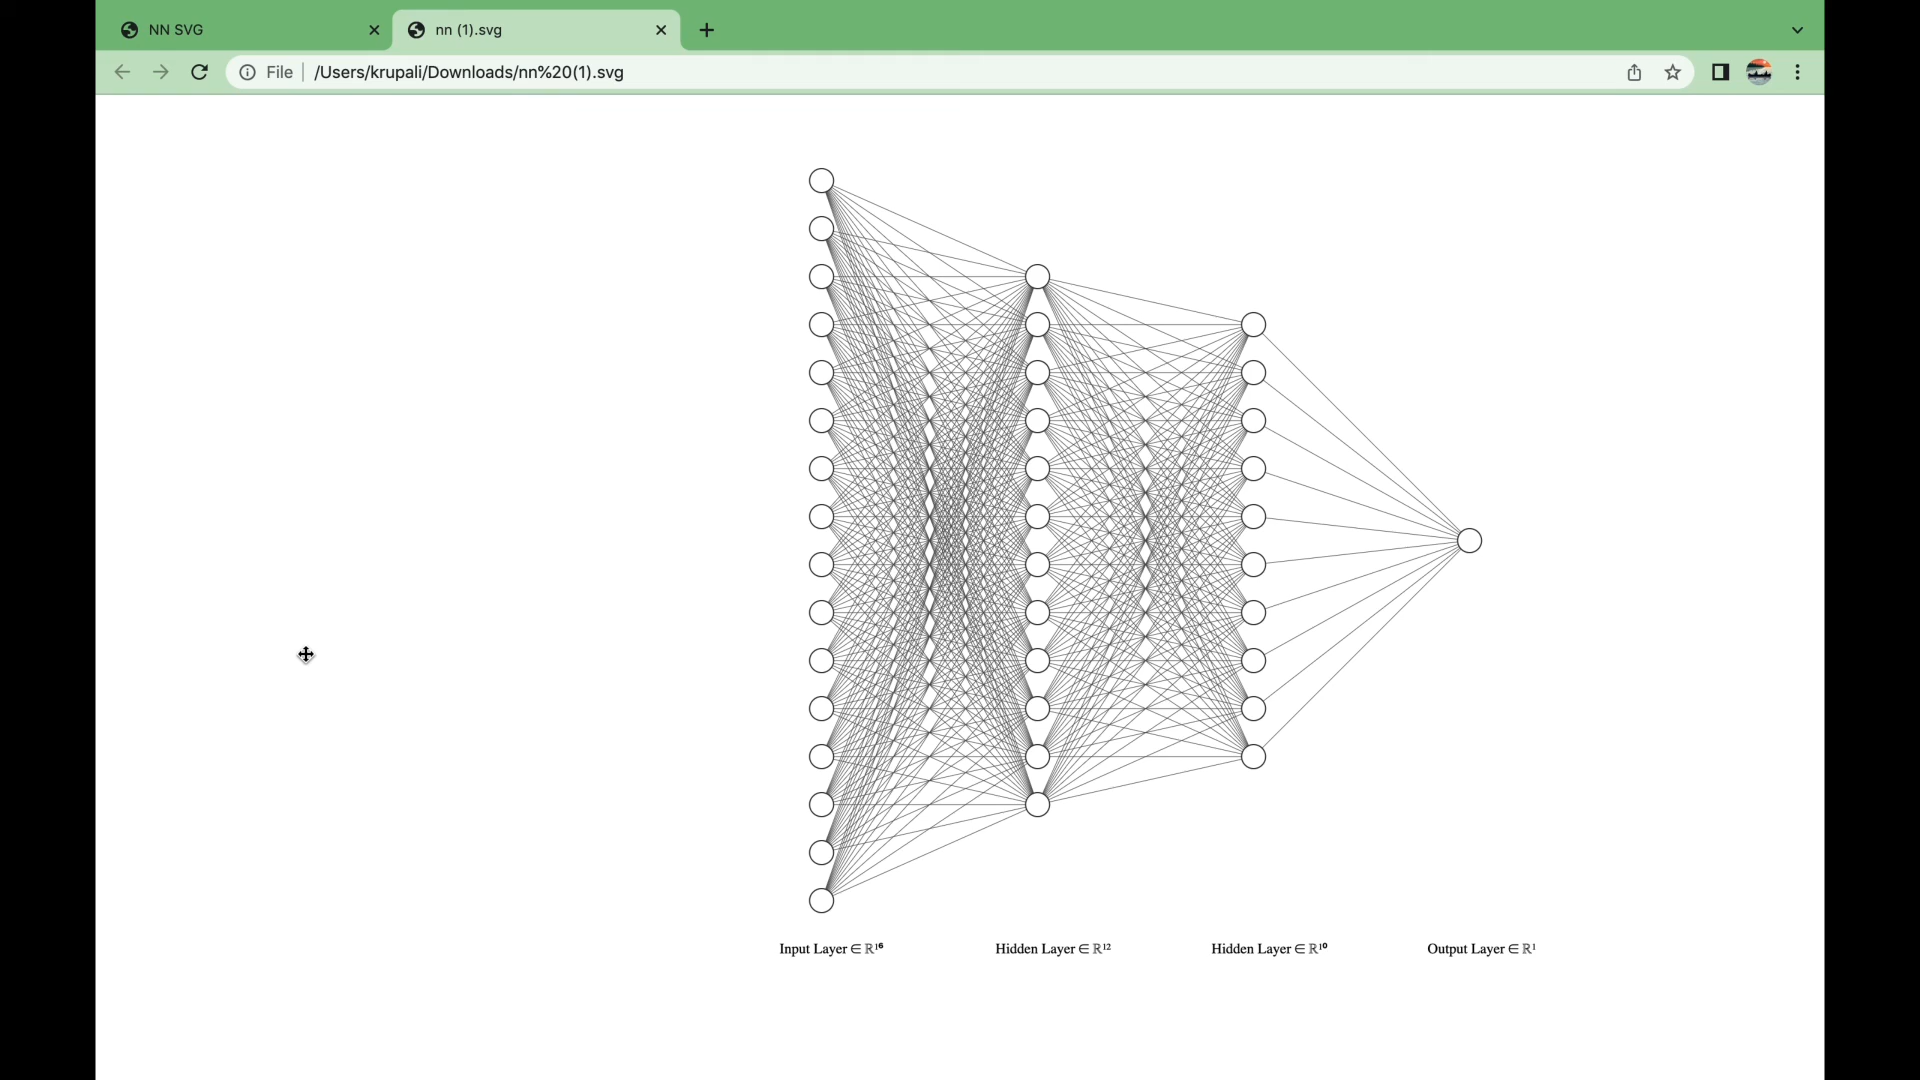 NN SVG
nn (1).svg
File
/Users/krupali/Downloads/nn%20(1).svg
Input Layer ∈ ℝ¹⁶
Hidden Layer ∈ ℝ¹²
Hidden Layer ∈ ℝ¹⁰
Output Layer ∈ ℝ¹